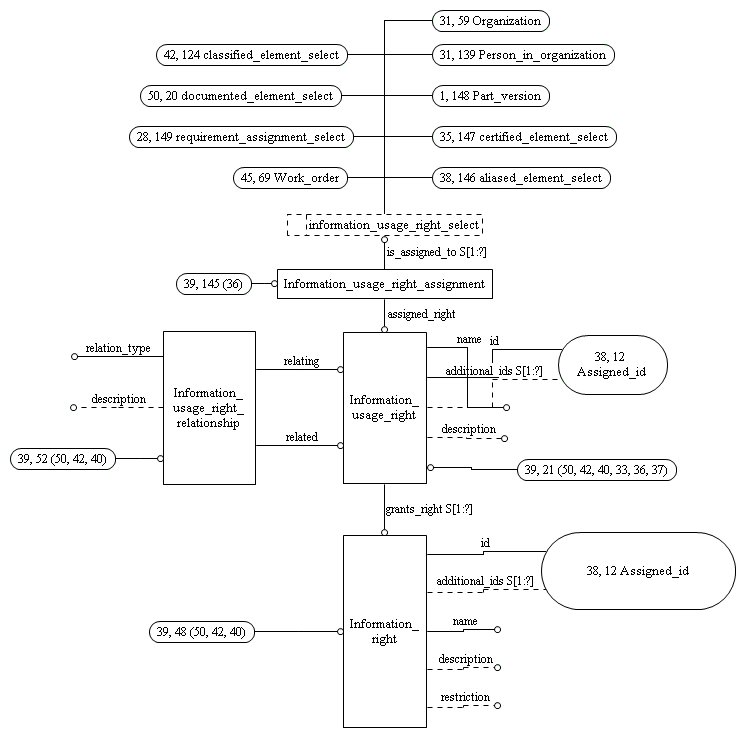 31, 59 Organization
42, 124 classified_element_select
31, 139 Person_in_organization
50, 20 documented_element_select
1, 148 Part_version
28, 149 requirement_assignment_select
35, 147 certified_element_select
45, 69 Work_order
38, 146 aliased_element_select
information_usage_right_select
is_assigned_to S[1:?]
39, 145 (36)
Information_usage_right_assignment
assigned_right
relation_type
description
Information_
usage_right_
relationship
relating
related
39, 52 (50, 42, 40)
Information_
usage_right
name
id
additional_ids S[1:?]
description
38, 12
Assigned_id
39, 21 (50, 42, 40, 33, 36, 37)
grants_right S[1:?]
id
additional_ids S[1:?]
38, 12 Assigned_id
39, 48 (50, 42, 40)
Information_
right
name
description
restriction